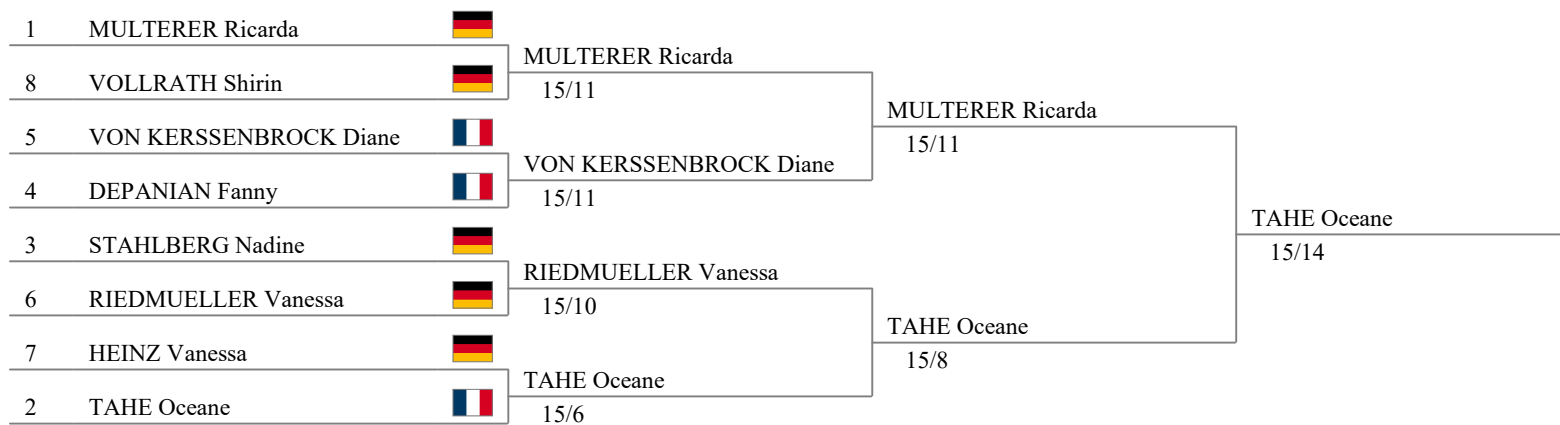 1 MULTERER Ricarda
8 VOLLRATH Shirin
5 VON KERSSENBROCK Diane
4 DEPANIAN Fanny
3 STAHLBERG Nadine
6 RIEDMUELLER Vanessa
7 HEINZ Vanessa
2 TAHE Oceane
MULTERER Ricarda
15/11
VON KERSSENBROCK Diane
15/11
RIEDMUELLER Vanessa
15/10
TAHE Oceane
15/6
MULTERER Ricarda
15/11
TAHE Oceane
15/8
TAHE Oceane
15/14